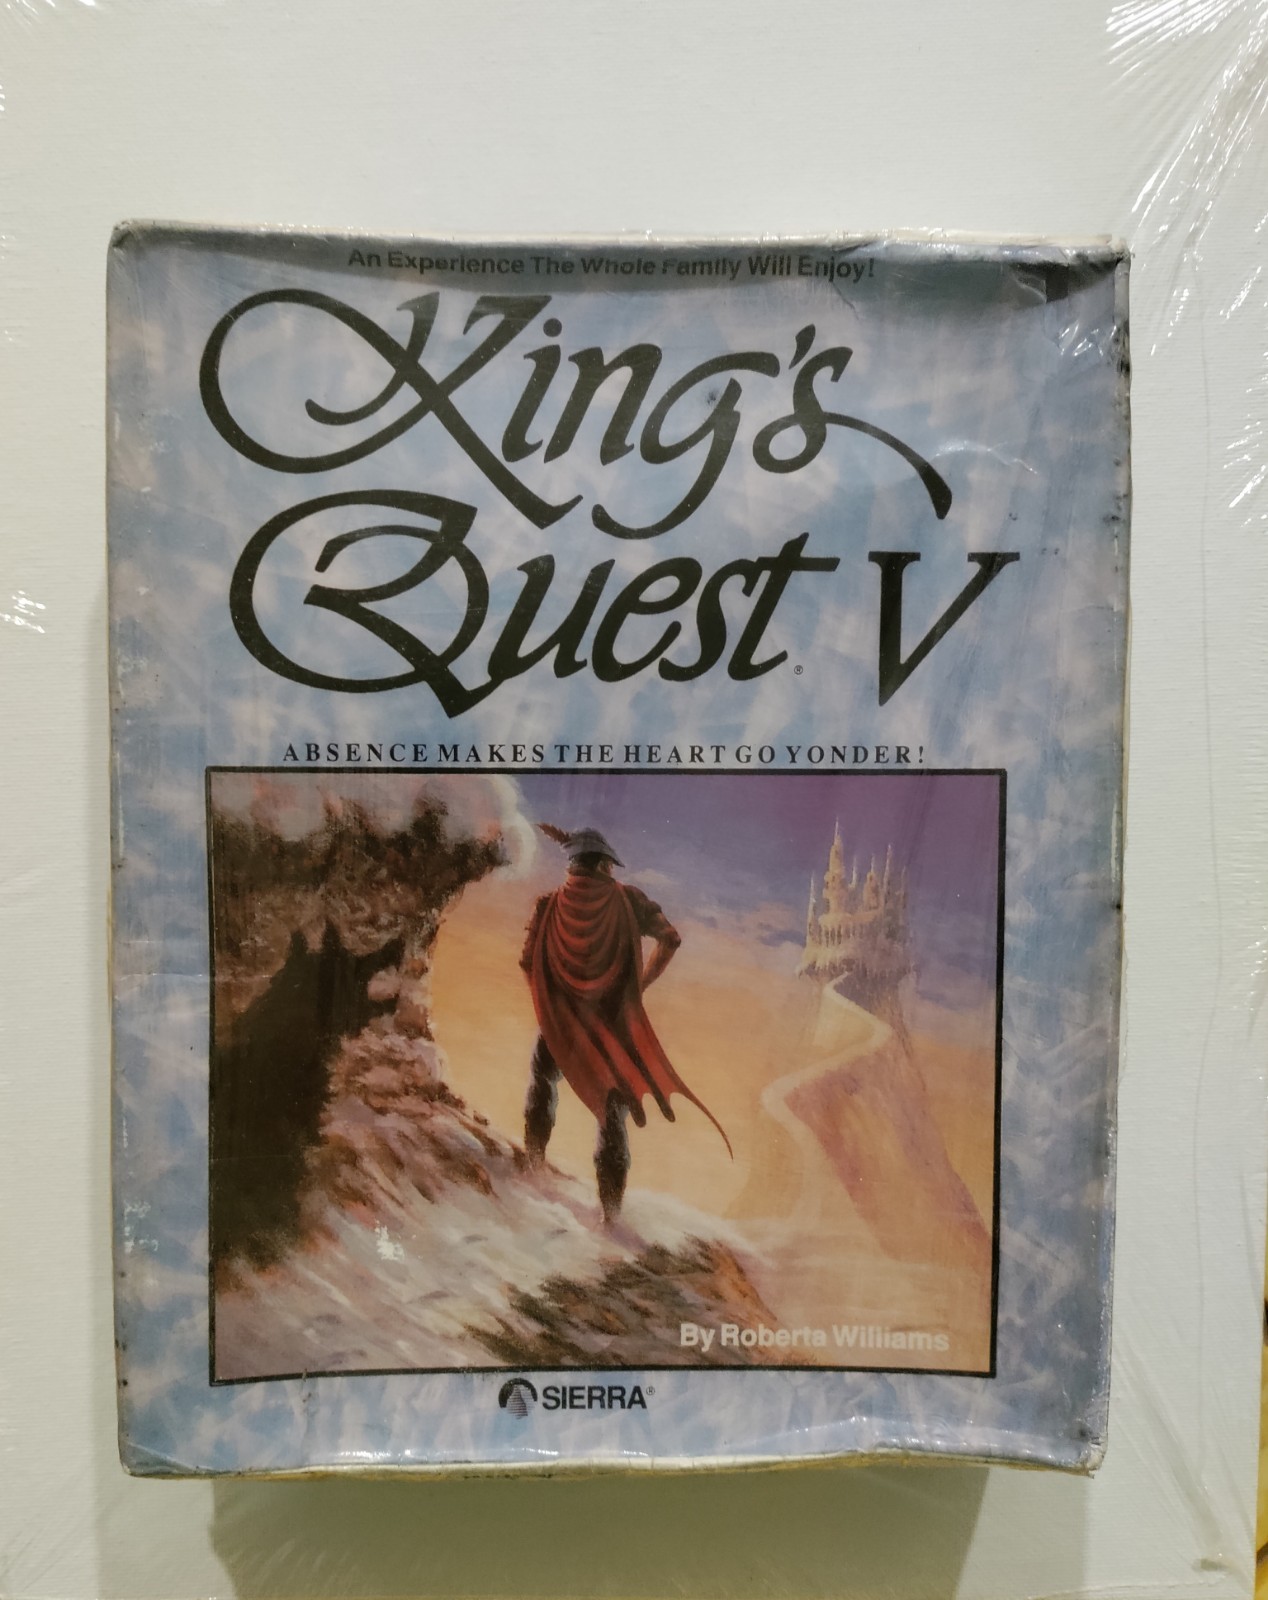 An Experience The Whole Family Will Enjoy!
King's
Quest® V
ABSENCE MAKES THE HEART GO YONDER!
By Roberta Williams
SIERRA®